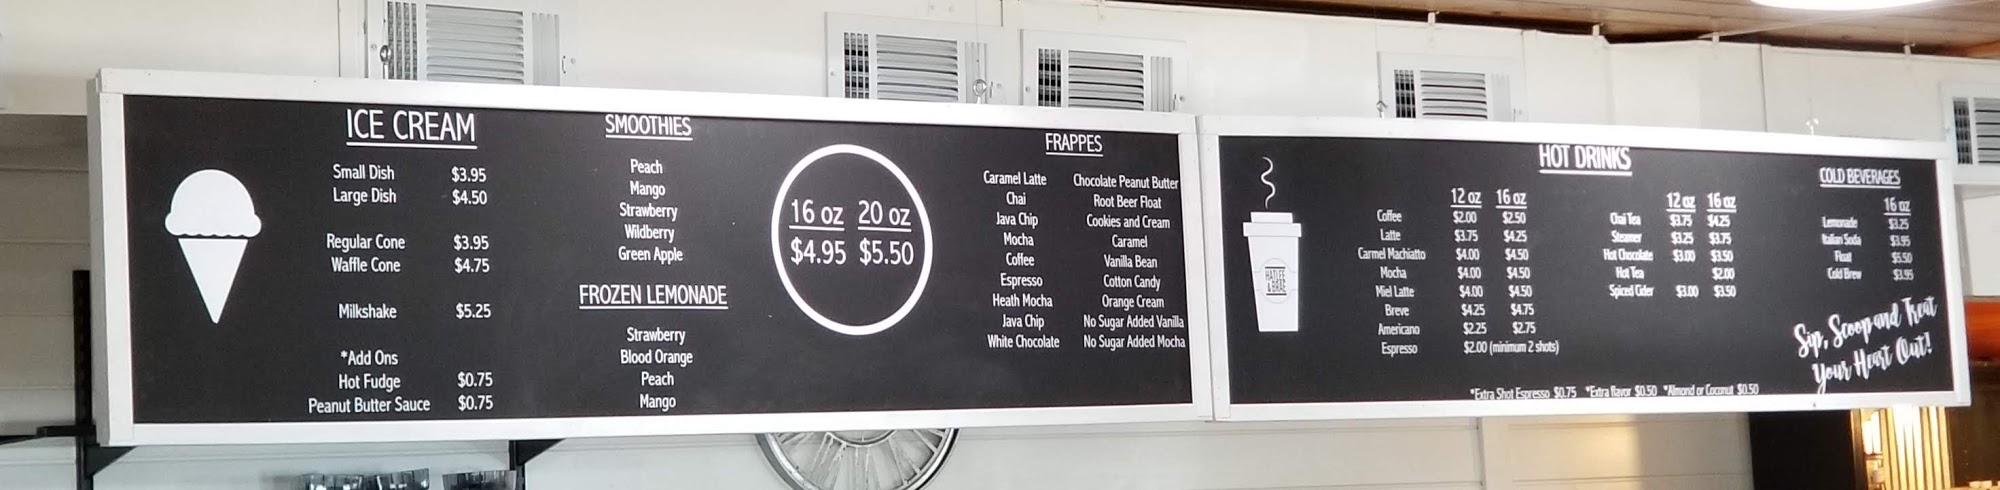 ICE CREAM
Small Dish $3.95
Large Dish $4.50
Regular Cone $3.95
Waffle Cone $4.75
Milkshake $5.25
*Add Ons
Hot Fudge $0.75
Peanut Butter Sauce $0.75
SMOOTHIES
Peach
Mango
Strawberry
Wildberry
Green Apple
FROZEN LEMONADE
Strawberry
Blood Orange
Peach
Mango
16 oz 20 oz
$4.95 $5.50
FRAPPES
Caramel Latte
Chai
Java Chip
Mocha
Coffee
Espresso
Heath Mocha
Java Chip
White Chocolate
Chocolate Peanut Butter
Root Beer Float
Cookies and Cream
Caramel
Vanilla Bean
Cotton Candy
Orange Cream
No Sugar Added Vanilla
No Sugar Added Mocha
HATLEE
& BRAE
HOT DRINKS
12 oz 16 oz
Coffee $2.00 $2.50
Latte $3.75 $4.25
Carmel Machiatto $4.00 $4.50
Mocha $4.00 $4.50
Miel Latte $4.00 $4.50
Breve $4.25 $4.75
Americano $2.25 $2.75
Espresso $2.00 (minimum 2 shots)
12 oz 16 oz
Chai Tea $3.75 $4.25
Steamer $3.25 $3.75
Hot Chocolate $3.00 $3.50
Hot Tea $2.00
Spiced Cider $3.00 $3.50
*Extra Shot Espresso $0.75 *Extra flavor $0.50 *Almond or Coconut $0.50
COLD BEVERAGES
16 oz
Lemonade $3.25
Italian Soda $3.95
Float $5.50
Cold Brew $3.95
Sip, Scoop and Treat
Your Heart Out!